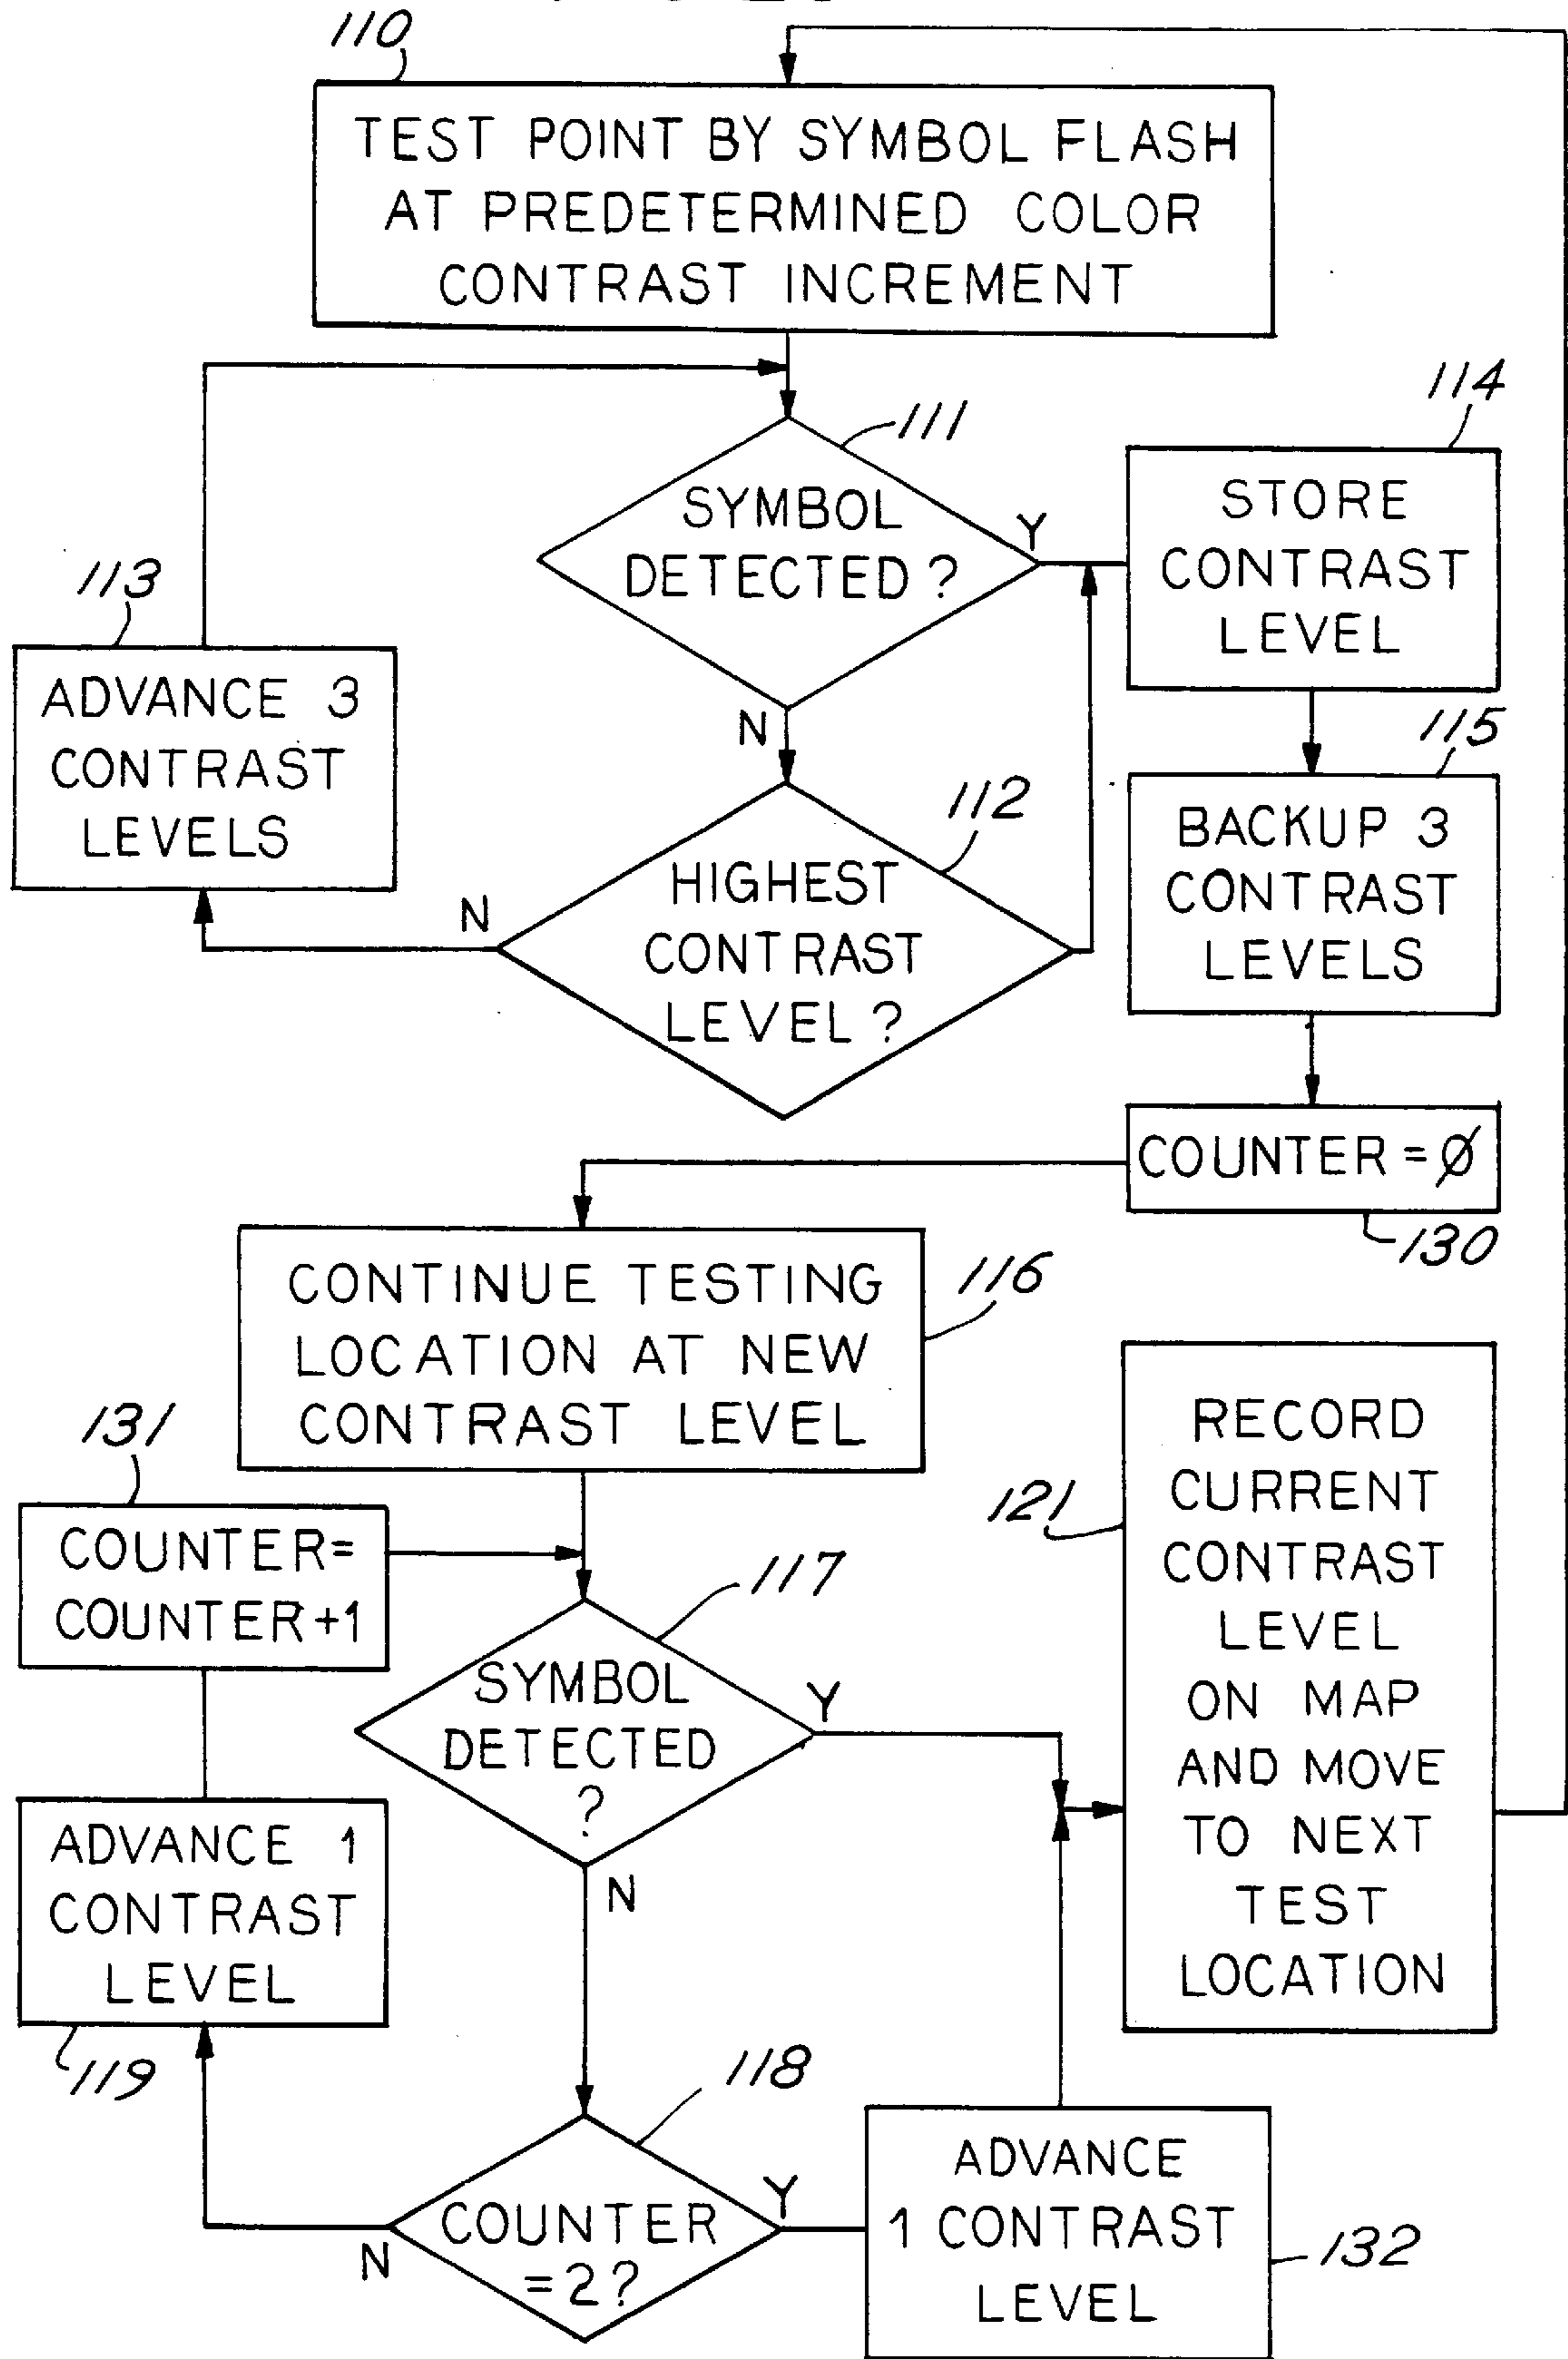 110
TEST POINT BY SYMBOL FLASH
AT PREDETERMINED COLOR
CONTRAST INCREMENT
111
SYMBOL
DETECTED?
Y
N
114
STORE
CONTRAST
LEVEL
113
ADVANCE 3
CONTRAST
LEVELS
112
HIGHEST
CONTRAST
LEVEL?
N
115
BACKUP 3
CONTRAST
LEVELS
COUNTER=Ø
130
116
CONTINUE TESTING
LOCATION AT NEW
CONTRAST LEVEL
131
COUNTER=
COUNTER+1
117
SYMBOL
DETECTED
?
Y
N
121
RECORD
CURRENT
CONTRAST
LEVEL
ON MAP
AND MOVE
TO NEXT
TEST
LOCATION
ADVANCE 1
CONTRAST
LEVEL
119
118
COUNTER
=2?
N
Y
ADVANCE
1 CONTRAST
LEVEL
132